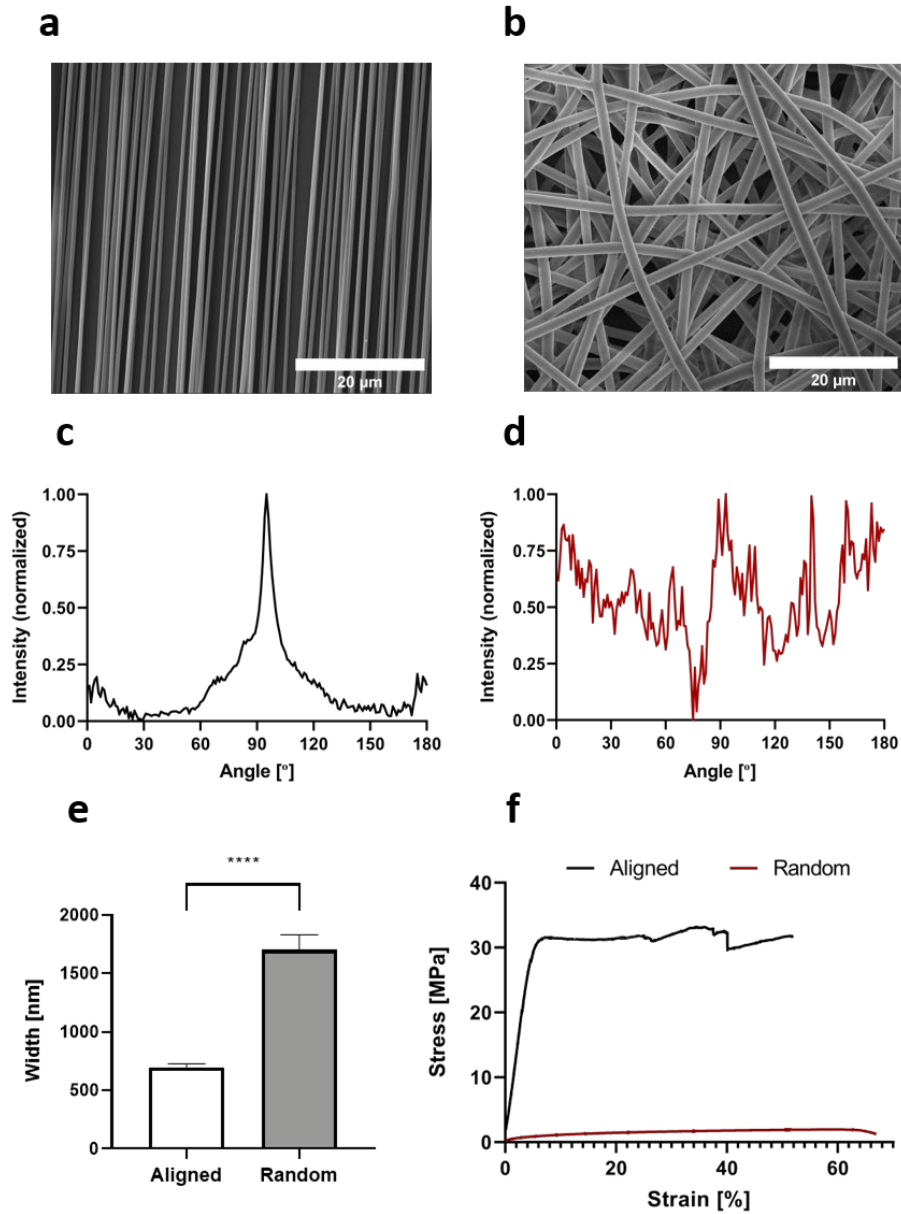 a
b
20 µm
20 µm
c
d
Intensity (normalized)
1.00
0.75
0.50
0.25
0.00
0 30 60 90 120 150 180
Angle [º]
Intensity (normalized)
1.00
0.75
0.50
0.25
0.00
0 30 60 90 120 150 180
Angle [º]
e
f
****
Width [nm]
2000
1500
1000
500
0
Aligned Random
Aligned Random
Stress [MPa]
40
30
20
10
0
0 20 40 60
Strain [%]